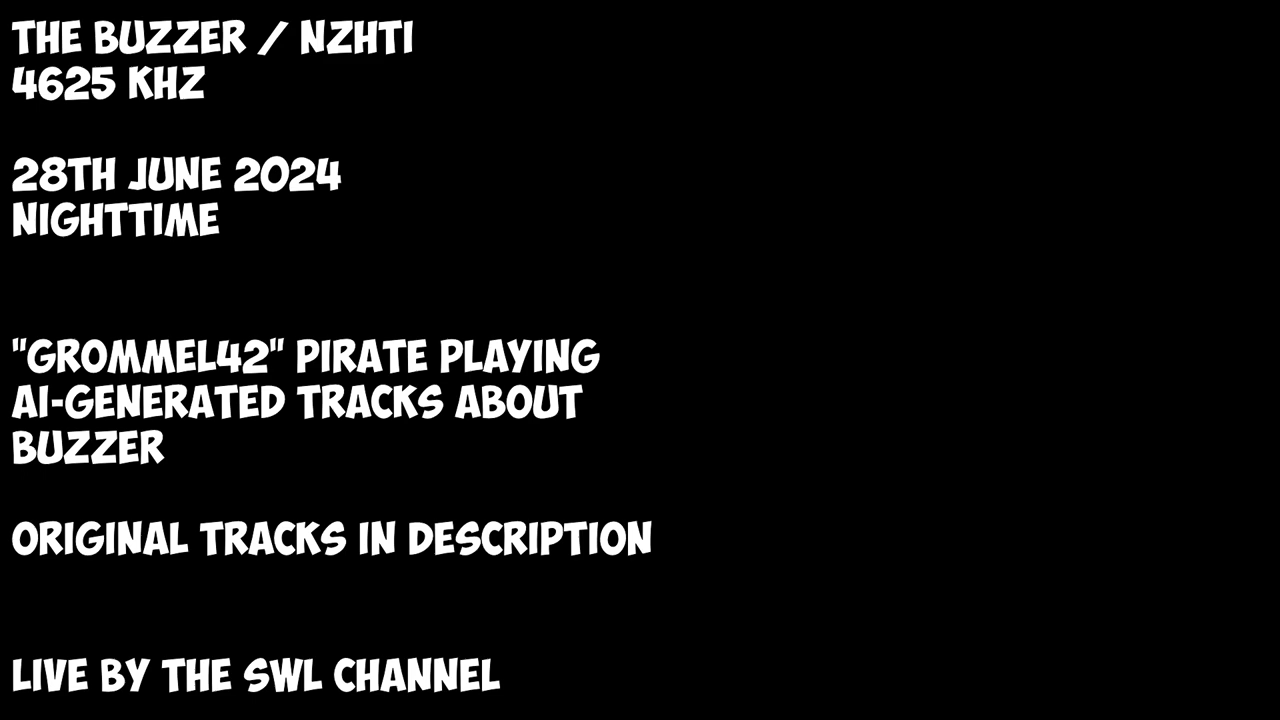 THE BUZZER / NZHTI
4625 KHZ
28TH JUNE 2024
NIGHTTIME
"GROMMEL42" PIRATE PLAYING
AI-GENERATED TRACKS ABOUT
BUZZER
ORIGINAL TRACKS IN DESCRIPTION
LIVE BY THE SWL CHANNEL